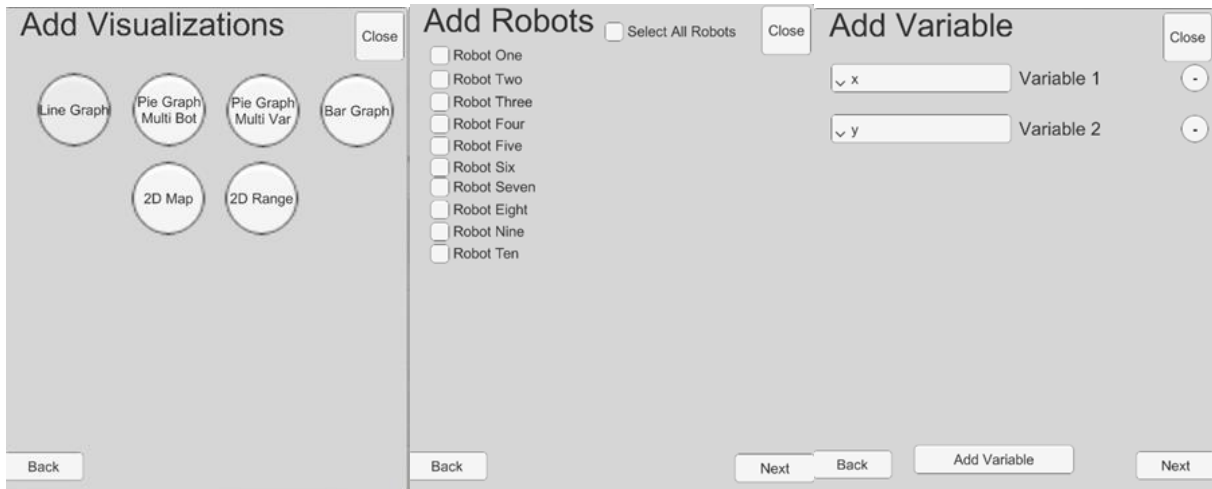 Add Visualizations
Close
Line Graph
Pie Graph
Multi Bot
Pie Graph
Multi Var
Bar Graph
2D Map
2D Range
Back
Add Robots
Select All Robots
Close
Robot One
Robot Two
Robot Three
Robot Four
Robot Five
Robot Six
Robot Seven
Robot Eight
Robot Nine
Robot Ten
Back
Next
Add Variable
Close
x
Variable 1
-
y
Variable 2
-
Back
Add Variable
Next